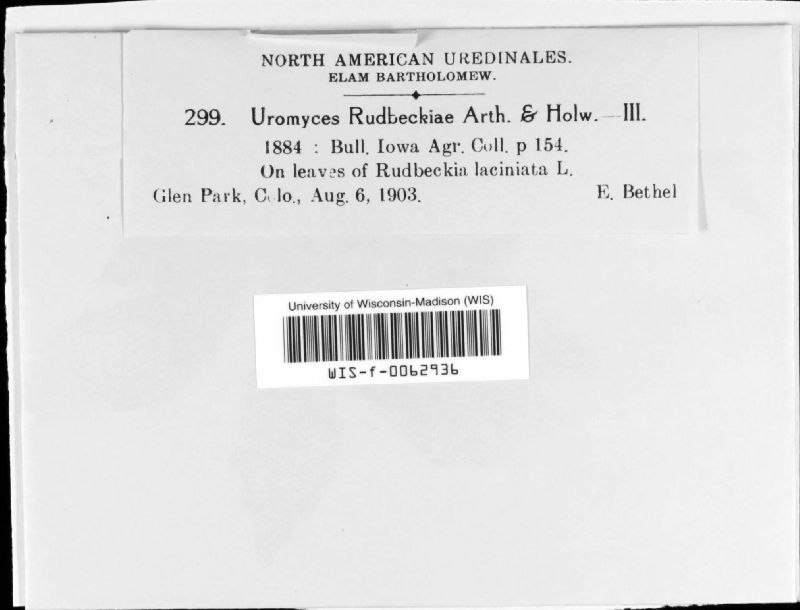 NORTH AMERICAN UREDINALES.
ELAM BARTHOLOMEW.
299. Uromyces Rudbeckiae Arth. & Holw. — III.
1884 : Bull. Iowa Agr. Coll. p 154.
On leaves of Rudbeckia laciniata L.
Glen Park, Colo., Aug. 6, 1903. E. Bethel
University of Wisconsin-Madison (WIS)
WIS-f-0062936